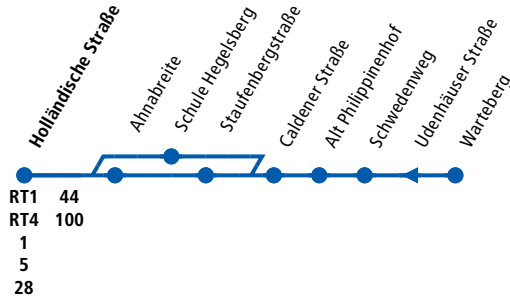 Holländische Straße
Ahnabreite
Schule Hegelsberg
Staufenbergstraße
Caldener Straße
Alt Philippinenhof
Schwedenweg
Udenhäuser Straße
Warteberg
RT1 44
RT4 100
1
5
28